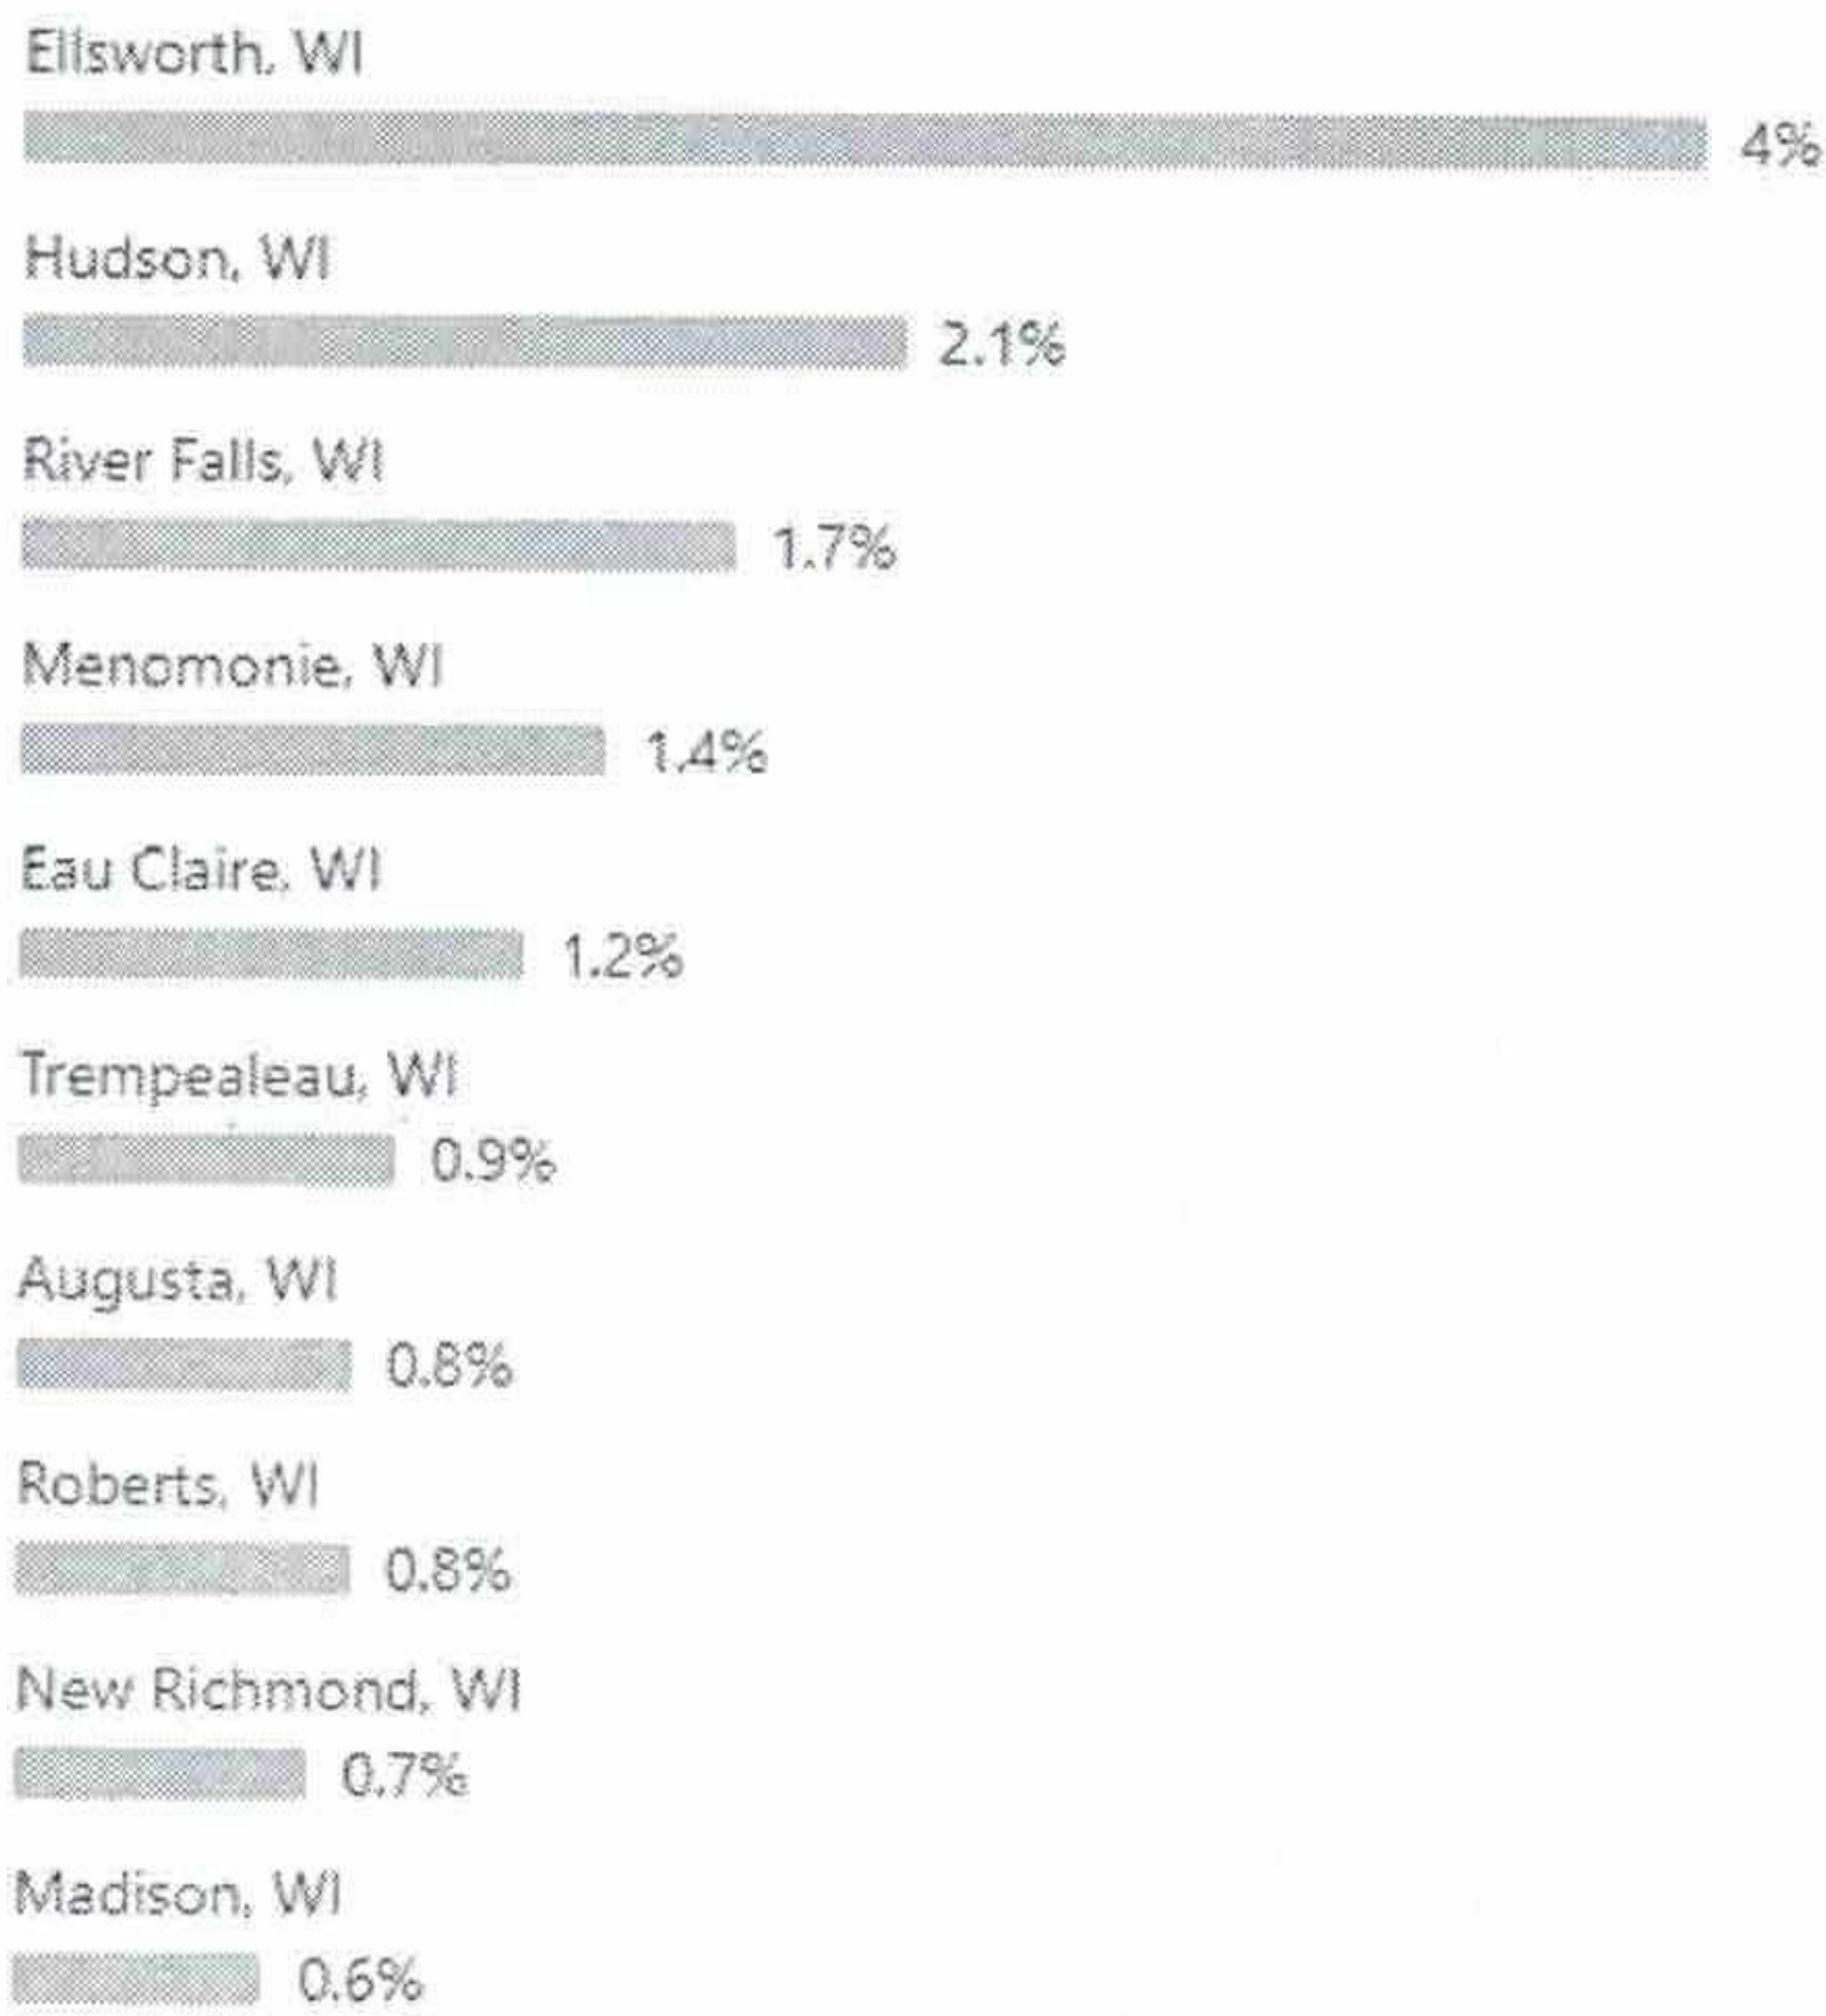 Ellsworth, WI
4%
Hudson, WI
2.1%
River Falls, WI
1.7%
Menomonie, WI
1.4%
Eau Claire, WI
1.2%
Trempealeau, WI
0.9%
Augusta, WI
0.8%
Roberts, WI
0.8%
New Richmond, WI
0.7%
Madison, WI
0.6%